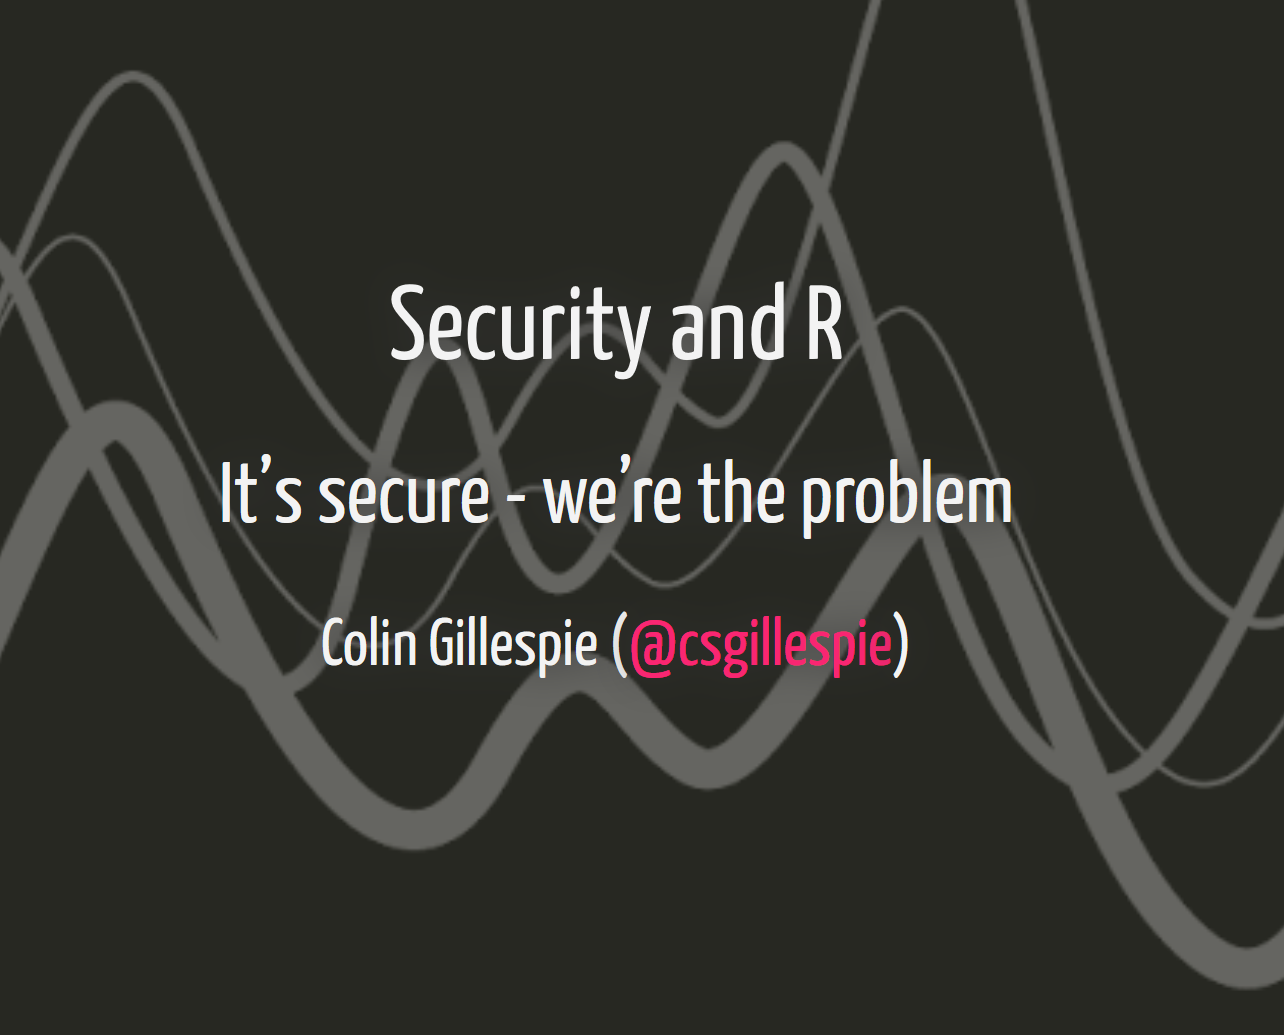 Security and R
It’s secure - we’re the problem
Colin Gillespie (@csgillespie)